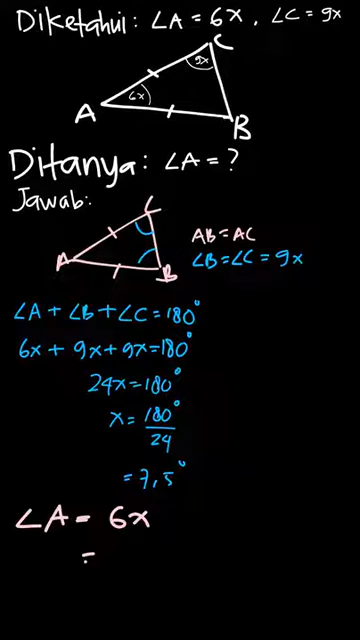 Diketahui: ∠A = 6x, ∠C = 9x
C
9x
6x
A
B
Ditanya: ∠A = ?
Jawab:
C
A
B
AB = AC
∠B = ∠C = 9x
∠A + ∠B + ∠C = 180°
6x + 9x + 9x = 180°
24x = 180°
x = 180°
24
= 7,5°
∠A = 6x
=